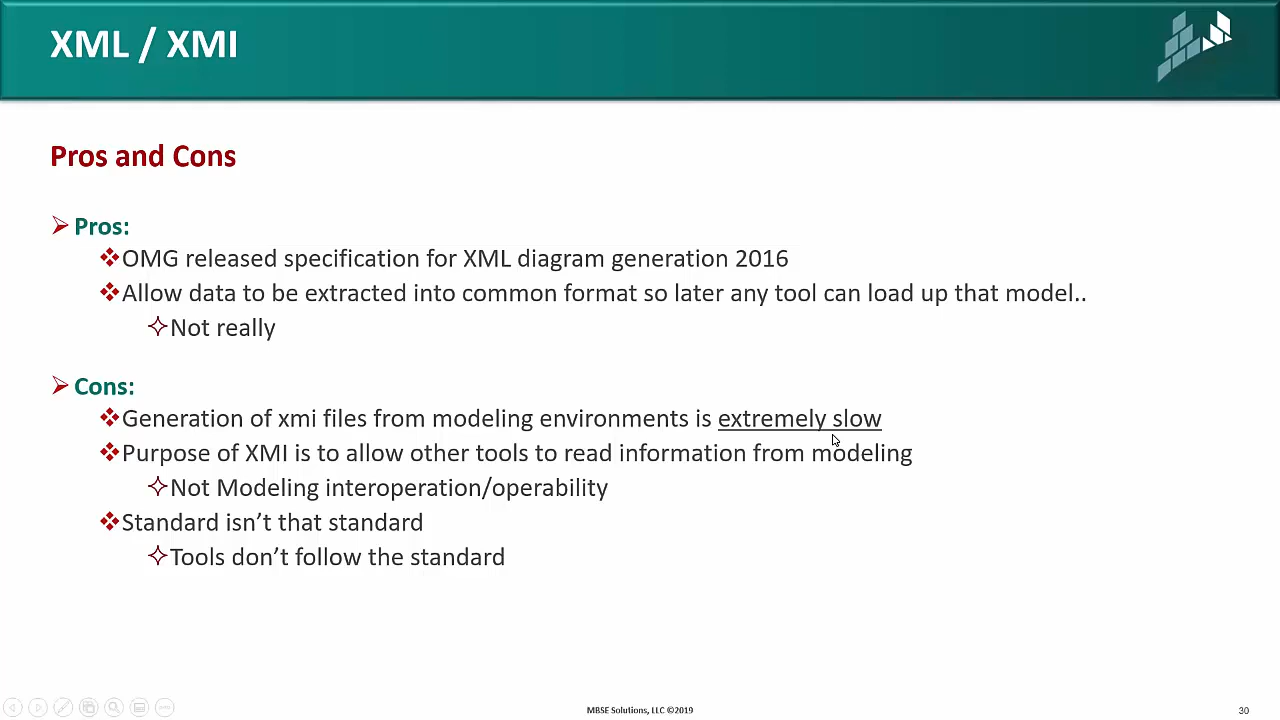 XML / XMI
Pros and Cons
Pros:
OMG released specification for XML diagram generation 2016
Allow data to be extracted into common format so later any tool can load up that model..
Not really
Cons:
Generation of xmi files from modeling environments is extremely slow
Purpose of XMI is to allow other tools to read information from modeling
Not Modeling interoperation/operability
Standard isn’t that standard
Tools don’t follow the standard
MBSE Solutions, LLC ©2019
30